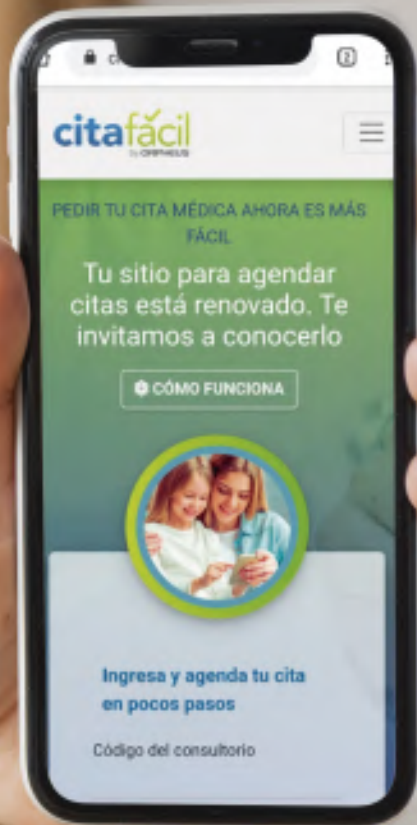 citafácil
by ORPHEUS
PEDIR TU CITA MÉDICA AHORA ES MÁS
FÁCIL
Tu sitio para agendar
citas está renovado. Te
invitamos a conocerlo
CÓMO FUNCIONA
Ingresa y agenda tu cita
en pocos pasos
Código del consultorio